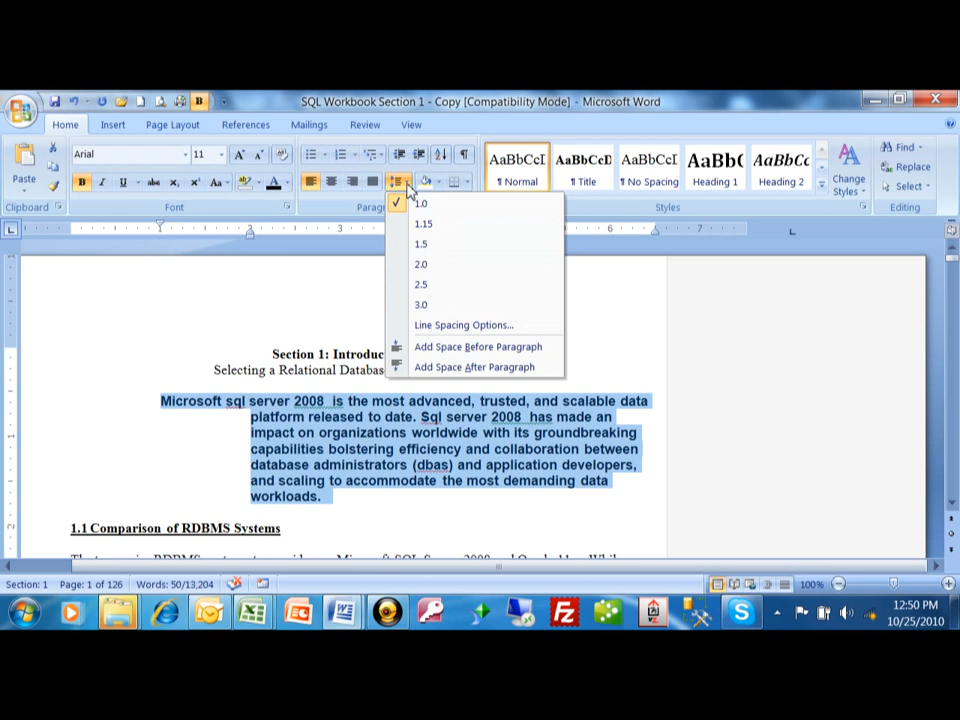 SQL Workbook Section 1 - Copy [Compatibility Mode] - Microsoft Word
Home Insert Page Layout References Mailings Review View
Paste
Clipboard
Arial 11
B I U abc x₂ x² Aa A
Font
Paragr
AaBbCcI AaBbCcD AaBbCcI AaBb( AaBbCc
¶ Normal ¶ Title ¶ No Spacing Heading 1 Heading 2
Change Styles
Styles
Find
Replace
Select
Editing
1.0
1.15
1.5
2.0
2.5
3.0
Line Spacing Options...
Add Space Before Paragraph
Add Space After Paragraph
Section 1: Introduc
Selecting a Relational Databas
Microsoft sql server 2008 is the most advanced, trusted, and scalable data
platform released to date. Sql server 2008 has made an
impact on organizations worldwide with its groundbreaking
capabilities bolstering efficiency and collaboration between
database administrators (dbas) and application developers,
and scaling to accommodate the most demanding data
workloads.
1.1 Comparison of RDBMS Systems
Section: 1 Page: 1 of 126 Words: 50/13,204 100%
12:50 PM
10/25/2010